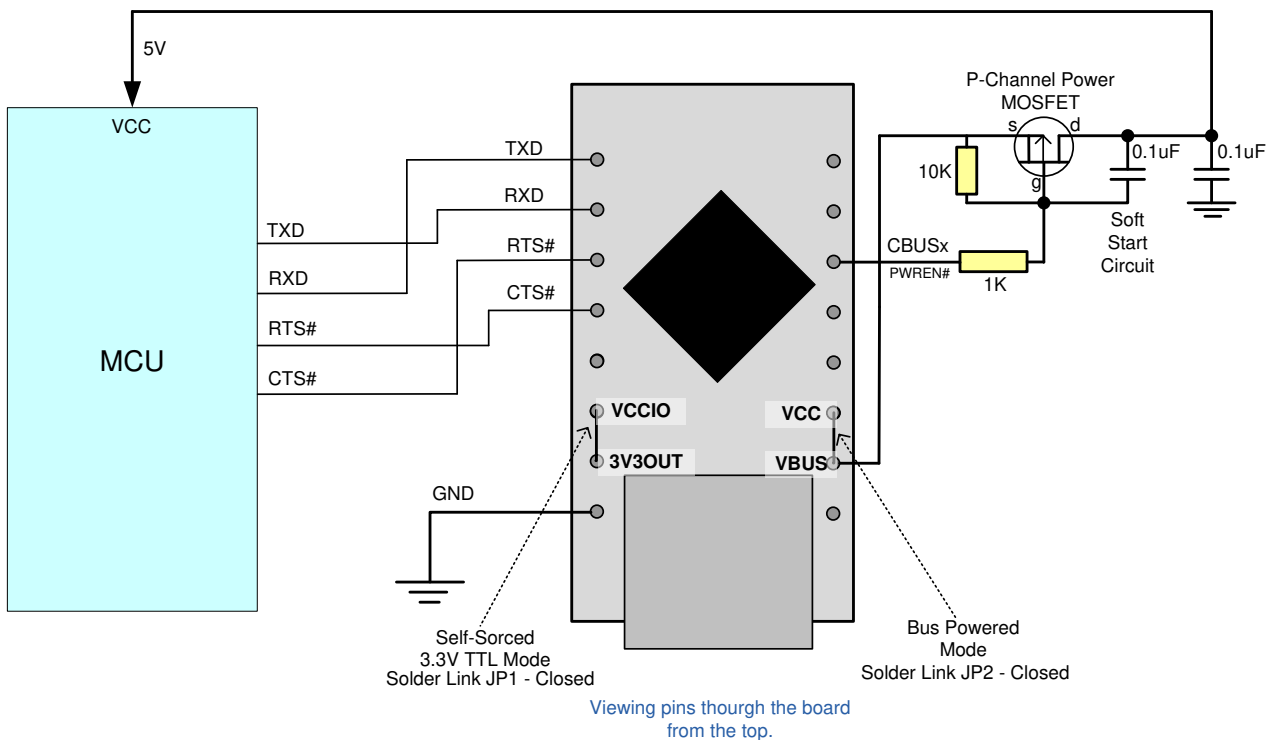 5V
VCC
P-Channel Power
MOSFET
s
d
0.1uF
0.1uF
10K
g
TXD
RXD
RTS#
CTS#
TXD
RXD
RTS#
CTS#
MCU
CBUSx
PWREN#
1K
Soft
Start
Circuit
VCCIO
VCC
3V3OUT
VBUS
GND
Self-Sorced
3.3V TTL Mode
Solder Link JP1 - Closed
Bus Powered
Mode
Solder Link JP2 - Closed
Viewing pins thourgh the board
from the top.